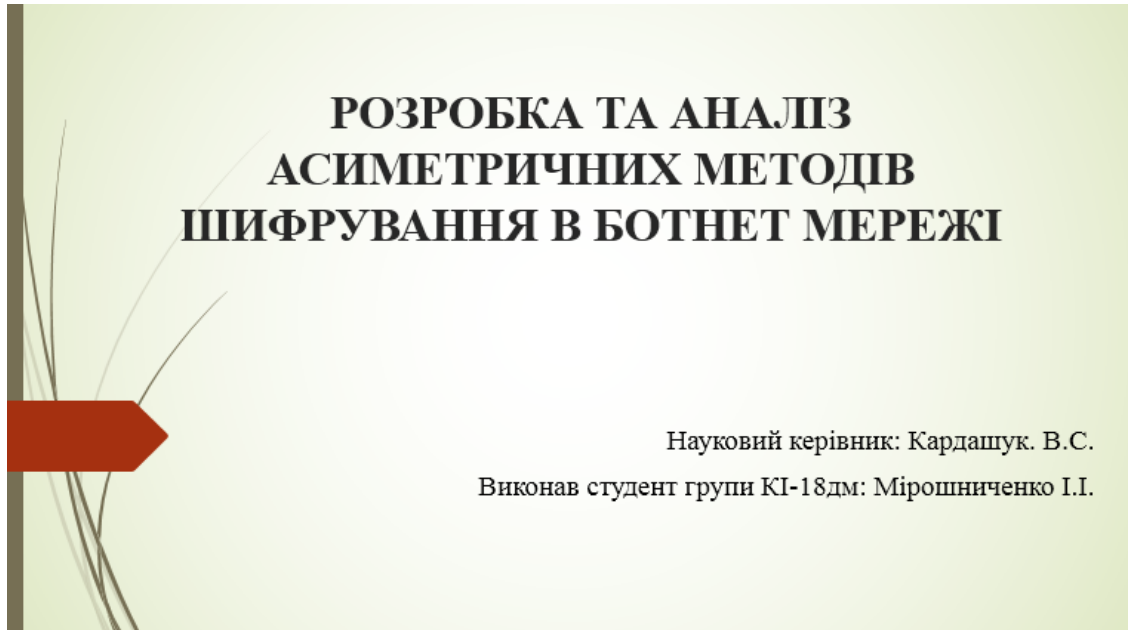 РОЗРОБКА ТА АНАЛІЗ
АСИМЕТРИЧНИХ МЕТОДІВ
ШИФРУВАННЯ В БОТНЕТ МЕРЕЖІ
Науковий керівник: Кардашук. В.С.
Виконав студент групи КІ-18дм: Мірошниченко І.І.